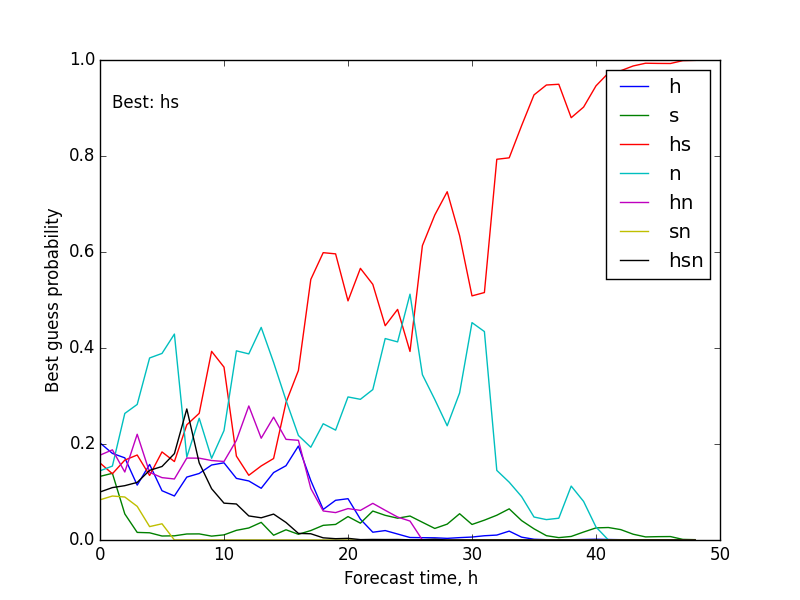 1.0
0.8
0.6
0.4
0.2
0.0
Best guess probability
Best: hs
h
s
hs
n
hn
sn
hsn
0 10 20 30 40 50
Forecast time, h